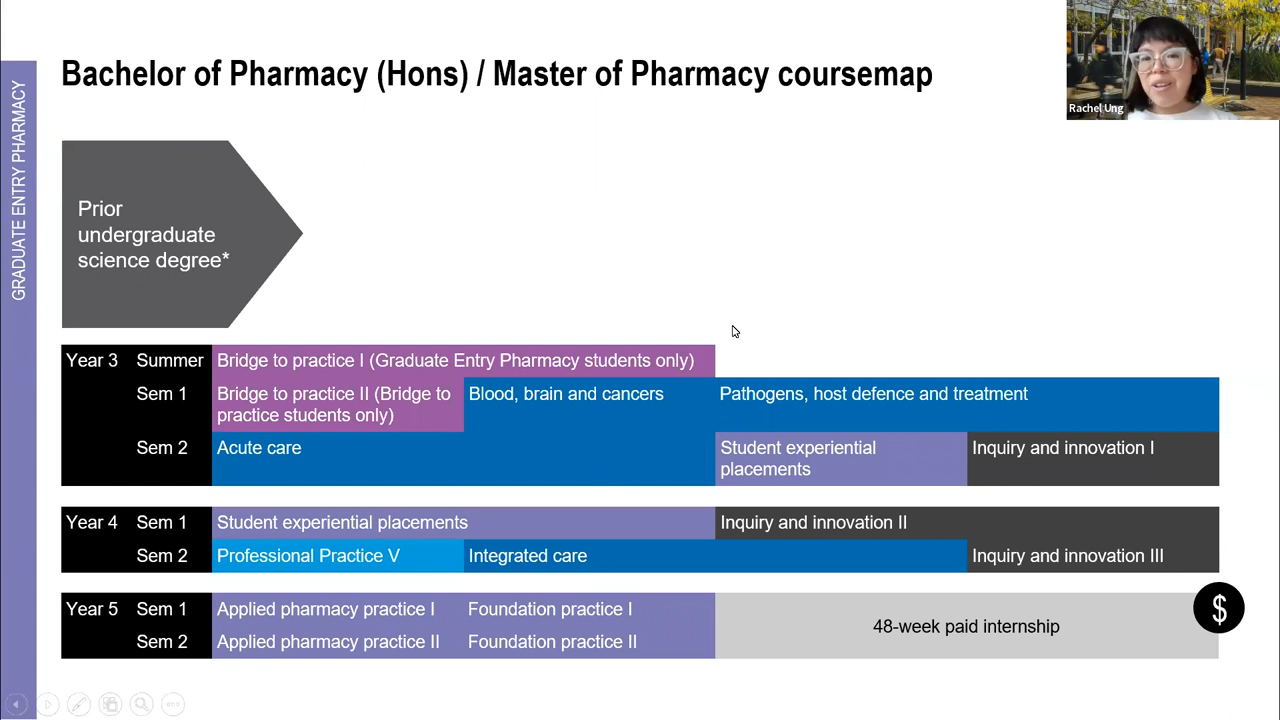 Bachelor of Pharmacy (Hons) / Master of Pharmacy coursemap
Rachel Ung
GRADUATE ENTRY PHARMACY
Prior
undergraduate
science degree*
Year 3 Summer Bridge to practice I (Graduate Entry Pharmacy students only)
Sem 1 Bridge to practice II (Bridge to
practice students only)
Blood, brain and cancers
Pathogens, host defence and treatment
Sem 2 Acute care
Student experiential
placements
Inquiry and innovation I
Year 4 Sem 1 Student experiential placements Inquiry and innovation II
Sem 2 Professional Practice V Integrated care Inquiry and innovation III
Year 5 Sem 1 Applied pharmacy practice I Foundation practice I
Sem 2 Applied pharmacy practice II Foundation practice II
48-week paid internship
$